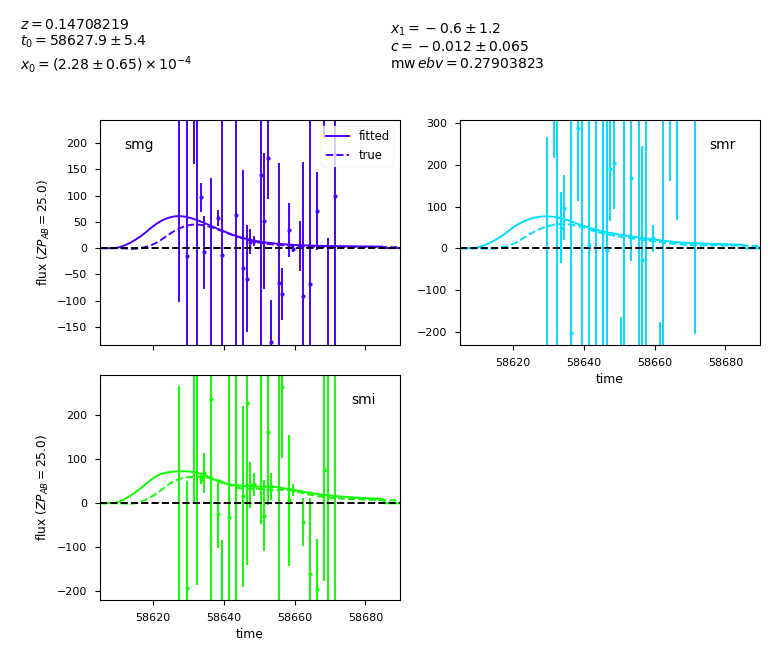 z = 0.14708219
t₀ = 58627.9 ± 5.4
x₀ = (2.28 ± 0.65) × 10⁻⁴
x₁ = −0.6 ± 1.2
c = −0.012 ± 0.065
mw ebv = 0.27903823
smg
fitted
true
200
150
100
50
0
−50
−100
−150
flux (ZP_AB = 25.0)
smr
300
200
100
0
−100
−200
58620 58640 58660 58680
time
smi
200
100
0
−100
−200
flux (ZP_AB = 25.0)
58620 58640 58660 58680
time